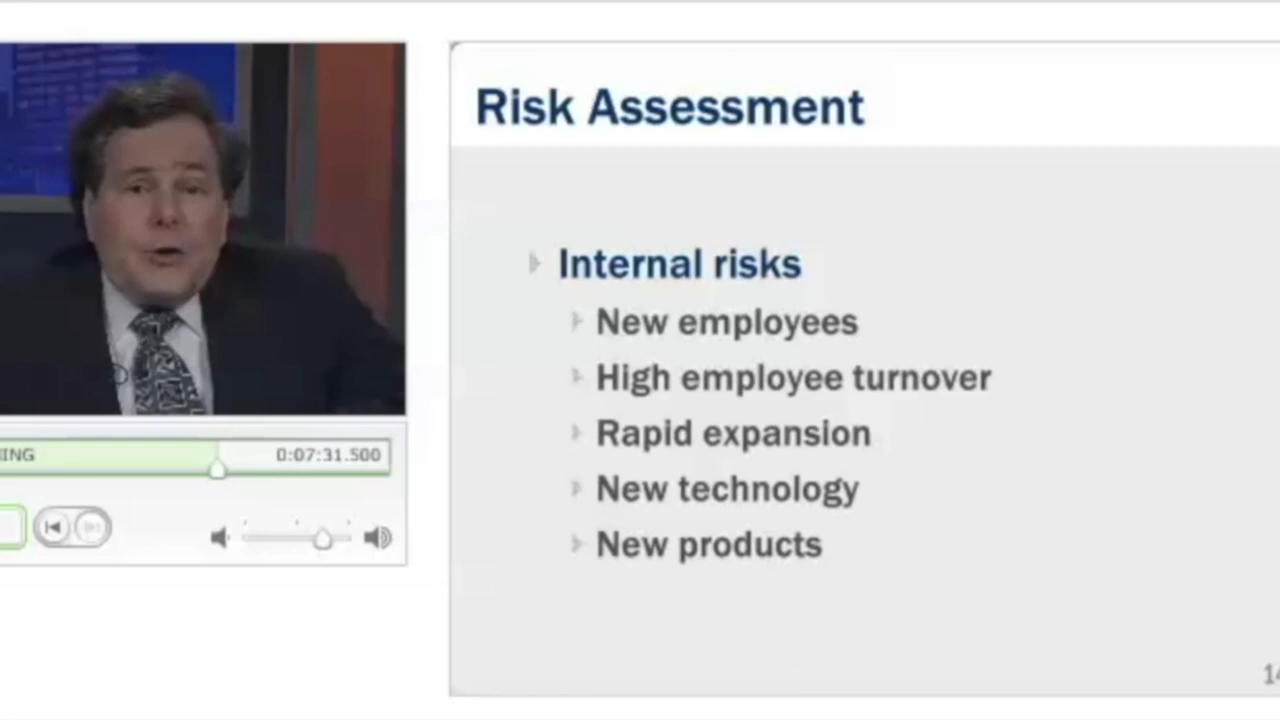 Risk Assessment
Internal risks
New employees
High employee turnover
Rapid expansion
New technology
New products
0:07:31.500